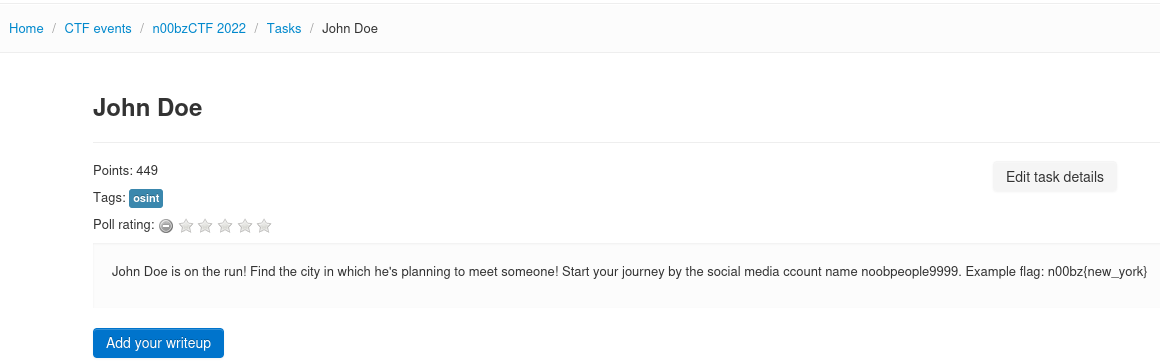 Home / CTF events / n00bzCTF 2022 / Tasks / John Doe
John Doe
Points: 449
Edit task details
Tags: osint
Poll rating:
John Doe is on the run! Find the city in which he's planning to meet someone! Start your journey by the social media ccount name noobpeople9999. Example flag: n00bz{new_york}
Add your writeup